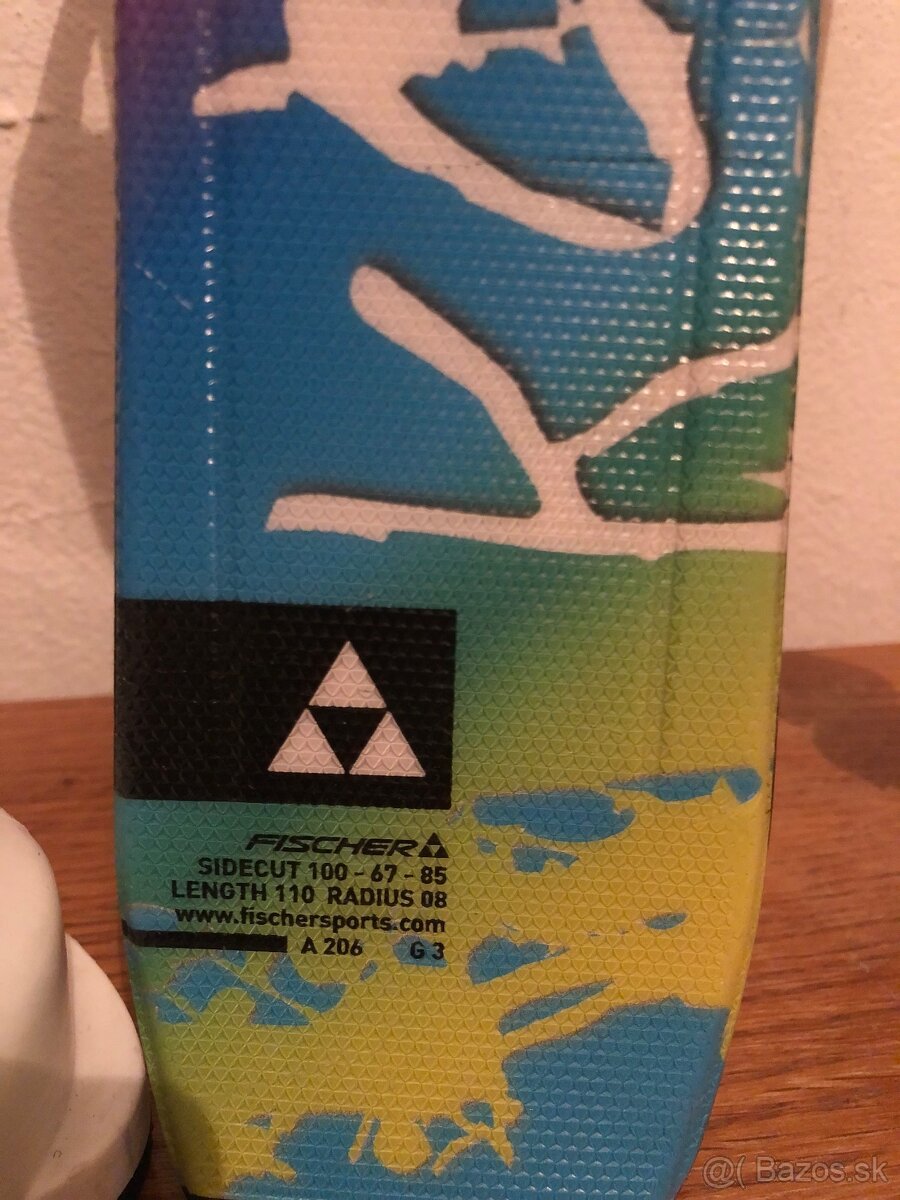 FISCHER
SIDECUT 100 - 67 - 85
LENGTH 110 RADIUS 08
www.fischersports.com
A 206 G 3
@( Bazos.sk